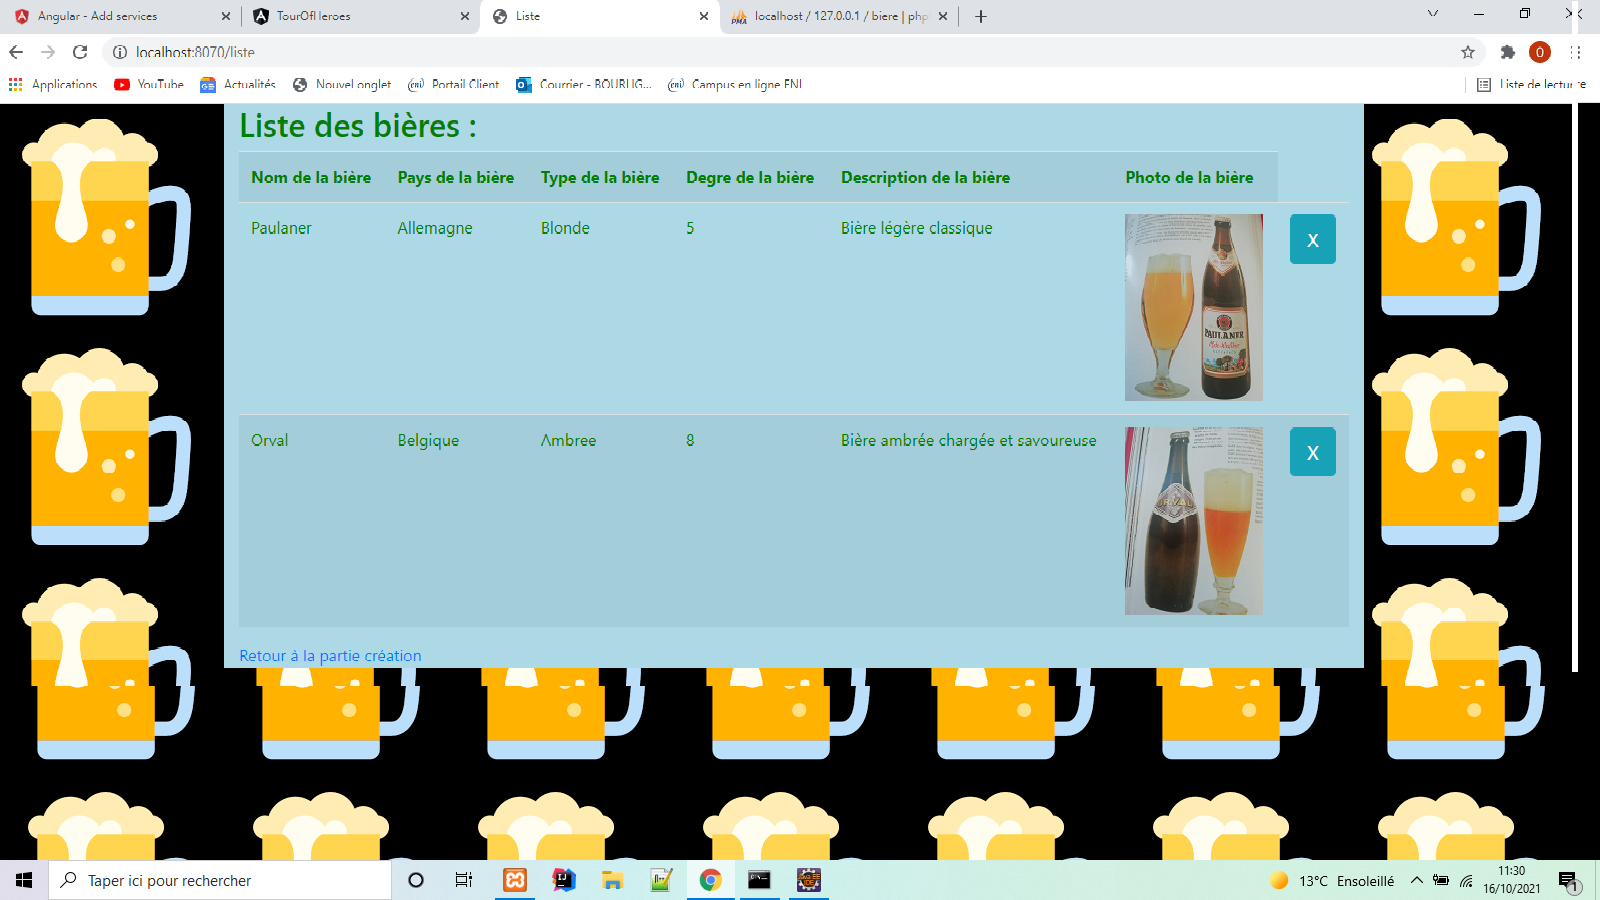 Angular - Add services
TourOfHeroes
Liste
localhost / 127.0.0.1 / biere | php
localhost:8070/liste
Applications
YouTube
Actualités
Nouvel onglet
Portail Client
Courrier - BOURLIG...
Campus en ligne ENI
Liste de lecture
Liste des bières :
Nom de la bière Pays de la bière Type de la bière Degre de la bière Description de la bière Photo de la bière
Paulaner Allemagne Blonde 5 Bière légère classique X
PAULANER
Orval Belgique Ambree 8 Bière ambrée chargée et savoureuse X
ORVAL
Retour à la partie création
Taper ici pour rechercher
13°C Ensoleillé
11:30
16/10/2021
1